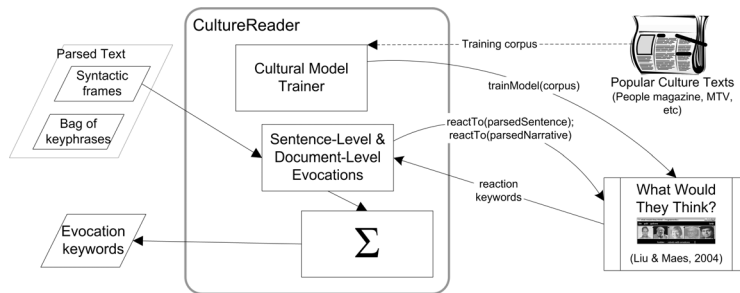 CultureReader
Parsed Text
Syntactic
frames
Bag of
keyphrases
Cultural Model
Trainer
Training corpus
trainModel(corpus)
Popular Culture Texts
(People magazine, MTV,
etc)
Sentence-Level &
Document-Level
Evocations
reactTo(parsedSentence);
reactTo(parsedNarrative)
reaction
keywords
What Would
They Think?
(Liu & Maes, 2004)
Evocation
keywords
Σ